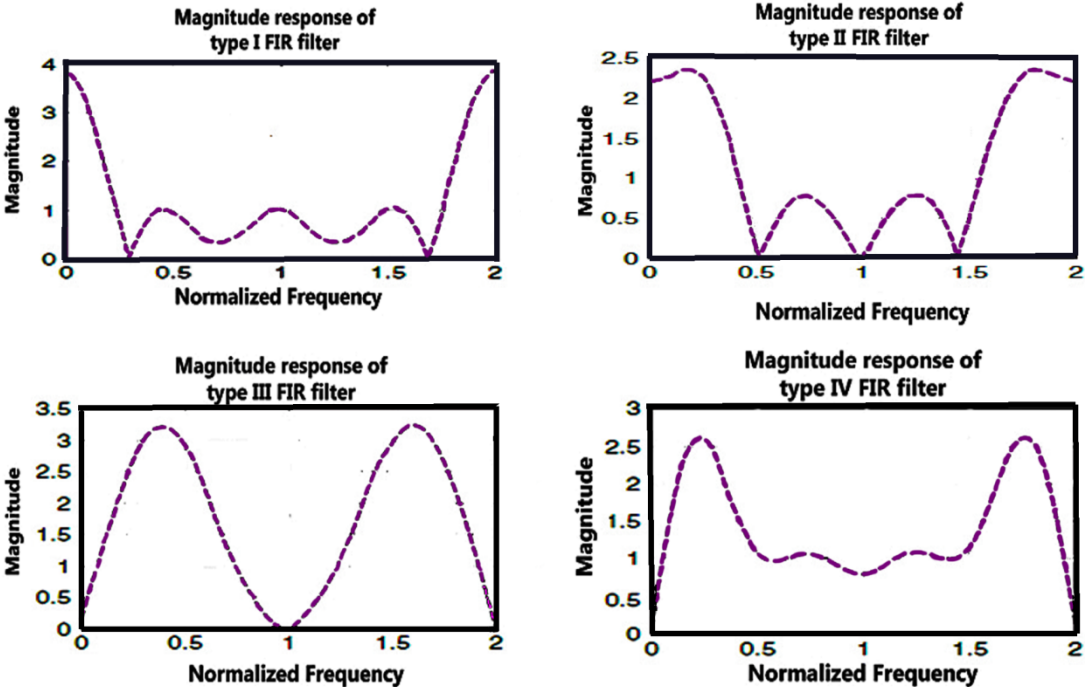 Magnitude response of
type I FIR filter
4
3
2
1
0
Magnitude
0 0.5 1 1.5 2
Normalized Frequency
Magnitude response of
type II FIR filter
2.5
2
1.5
1
0.5
0
Magnitude
0 0.5 1 1.5 2
Normalized Frequency
Magnitude response of
type III FIR filter
3.5
3
2.5
2
1.5
1
0.5
0
Magnitude
0 0.5 1 1.5 2
Normalized Frequency
Magnitude response of
type IV FIR filter
3
2.5
2
1.5
1
0.5
0
Magnitude
0 0.5 1 1.5 2
Normalized Frequency